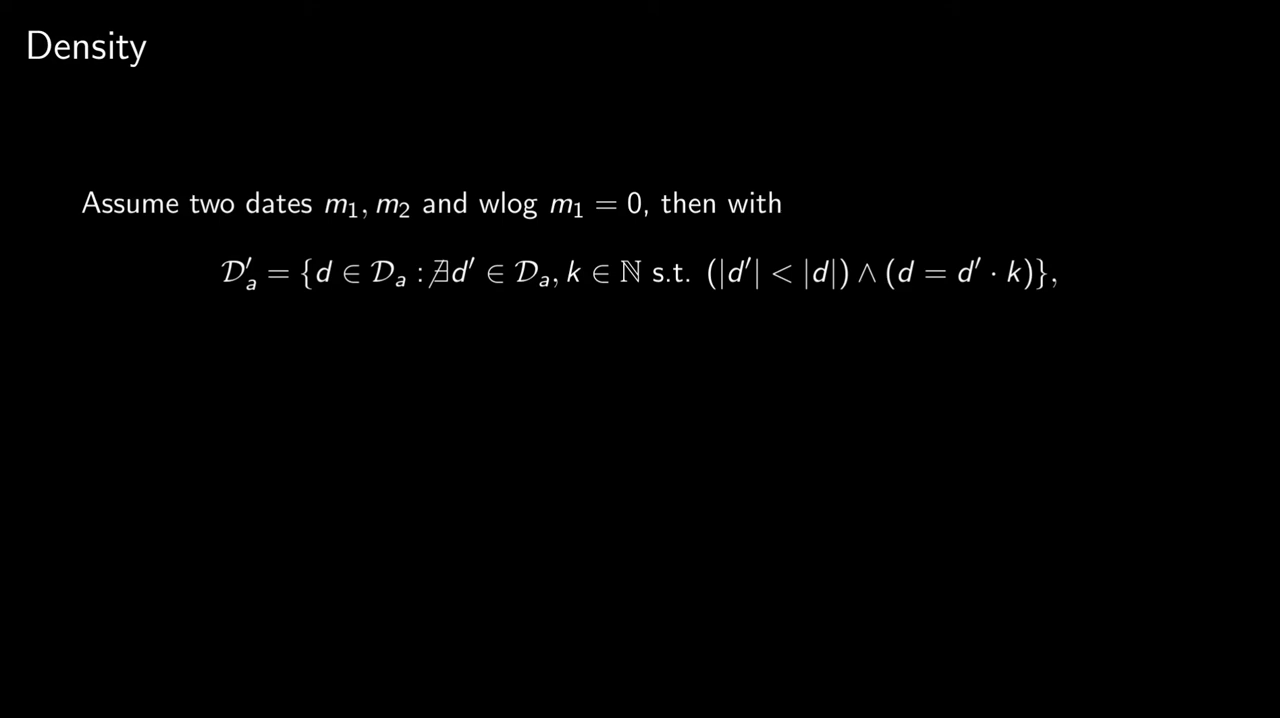 Density
Assume two dates m₁, m₂ and wlog m₁ = 0, then with
𝒟′ₐ = {d ∈ 𝒟ₐ : ∄d′ ∈ 𝒟ₐ, k ∈ ℕ s.t. (|d′| < |d|) ∧ (d = d′ · k)},